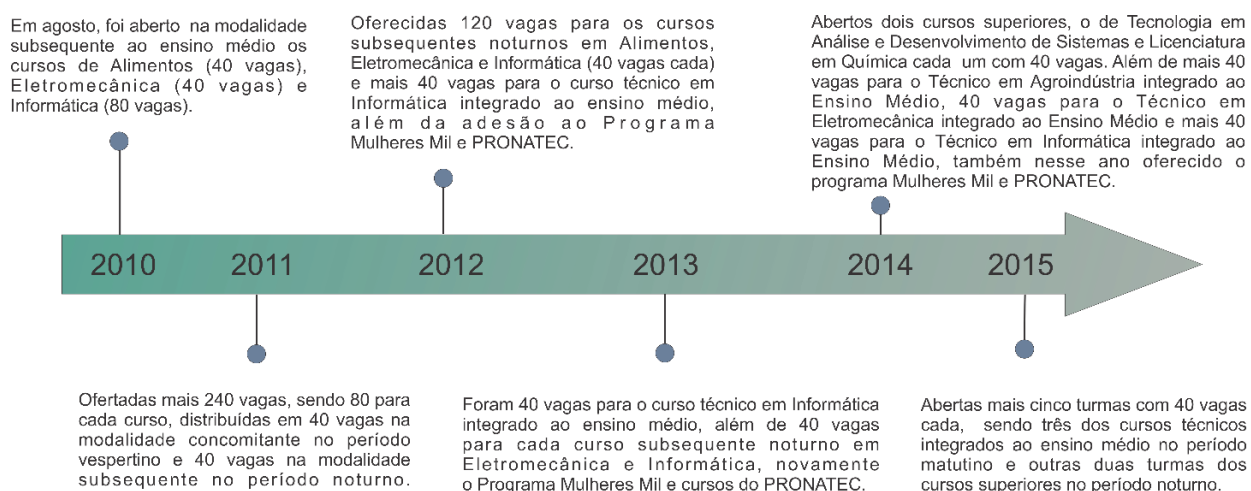 Em agosto, foi aberto na modalidade
subsequente ao ensino médio os
cursos de Alimentos (40 vagas),
Eletromecânica (40 vagas) e
Informática (80 vagas).
Oferecidas 120 vagas para os cursos
subsequentes noturnos em Alimentos,
Eletromecânica e Informática (40 vagas cada)
e mais 40 vagas para o curso técnico em
Informática integrado ao ensino médio,
além da adesão ao Programa
Mulheres Mil e PRONATEC.
Abertos dois cursos superiores, o de Tecnologia em
Análise e Desenvolvimento de Sistemas e Licenciatura
em Química cada um com 40 vagas. Além de mais 40
vagas para o Técnico em Agroindústria integrado ao
Ensino Médio, 40 vagas para o Técnico em
Eletromecânica integrado ao Ensino Médio e mais 40
vagas para o Técnico em Informática integrado ao
Ensino Médio, também nesse ano oferecido o
programa Mulheres Mil e PRONATEC.
2010 2011 2012 2013 2014 2015
Ofertadas mais 240 vagas, sendo 80 para
cada curso, distribuídas em 40 vagas na
modalidade concomitante no período
vespertino e 40 vagas na modalidade
subsequente no período noturno.
Foram 40 vagas para o curso técnico em Informática
integrado ao ensino médio, além de 40 vagas
para cada curso subsequente noturno em
Eletromecânica e Informática, novamente
o Programa Mulheres Mil e cursos do PRONATEC.
Abertas mais cinco turmas com 40 vagas
cada, sendo três dos cursos técnicos
integrados ao ensino médio no período
matutino e outras duas turmas dos
cursos superiores no período noturno.